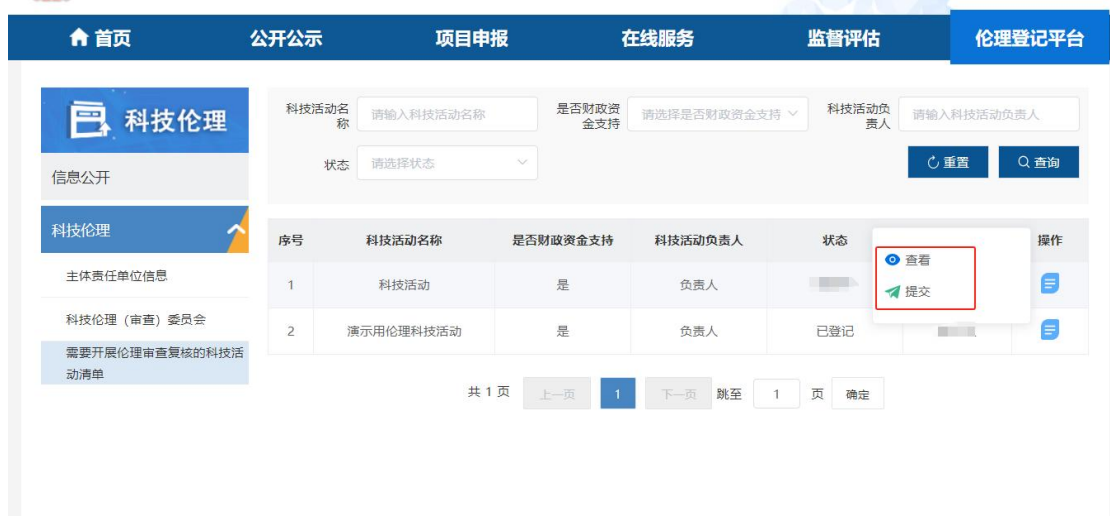 首页 公开公示 项目申报 在线服务 监督评估 伦理登记平台
科技伦理
信息公开
科技伦理
主体责任单位信息
科技伦理（审查）委员会
需要开展伦理审查复核的科技活
动清单
科技活动名
称
请输入科技活动名称
是否财政资
金支持
请选择是否财政资金支持
科技活动负
责人
请输入科技活动负责人
状态
请选择状态
重置
查询
序号 科技活动名称 是否财政资金支持 科技活动负责人 状态 操作
查看
提交
1 科技活动 是 负责人
2 演示用伦理科技活动 是 负责人 已登记
共 1 页 上一页 1 下一页 跳至 1 页 确定